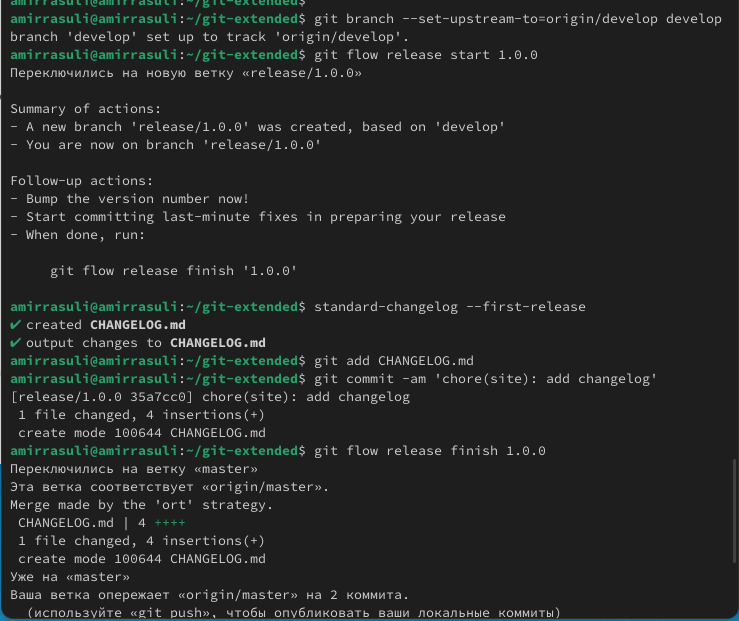 amirrasuli@amirrasuli:~/git-extended$
amirrasuli@amirrasuli:~/git-extended$ git branch --set-upstream-to=origin/develop develop
branch 'develop' set up to track 'origin/develop'.
amirrasuli@amirrasuli:~/git-extended$ git flow release start 1.0.0
Переключились на новую ветку «release/1.0.0»
Summary of actions:
- A new branch 'release/1.0.0' was created, based on 'develop'
- You are now on branch 'release/1.0.0'
Follow-up actions:
- Bump the version number now!
- Start committing last-minute fixes in preparing your release
- When done, run:
git flow release finish '1.0.0'
amirrasuli@amirrasuli:~/git-extended$ standard-changelog --first-release
✔ created CHANGELOG.md
✔ output changes to CHANGELOG.md
amirrasuli@amirrasuli:~/git-extended$ git add CHANGELOG.md
amirrasuli@amirrasuli:~/git-extended$ git commit -am 'chore(site): add changelog'
[release/1.0.0 35a7cc0] chore(site): add changelog
1 file changed, 4 insertions(+)
create mode 100644 CHANGELOG.md
amirrasuli@amirrasuli:~/git-extended$ git flow release finish 1.0.0
Переключились на ветку «master»
Эта ветка соответствует «origin/master».
Merge made by the 'ort' strategy.
CHANGELOG.md | 4 ++++
1 file changed, 4 insertions(+)
create mode 100644 CHANGELOG.md
Уже на «master»
Ваша ветка опережает «origin/master» на 2 коммита.
(используйте «git push», чтобы опубликовать ваши локальные коммиты)